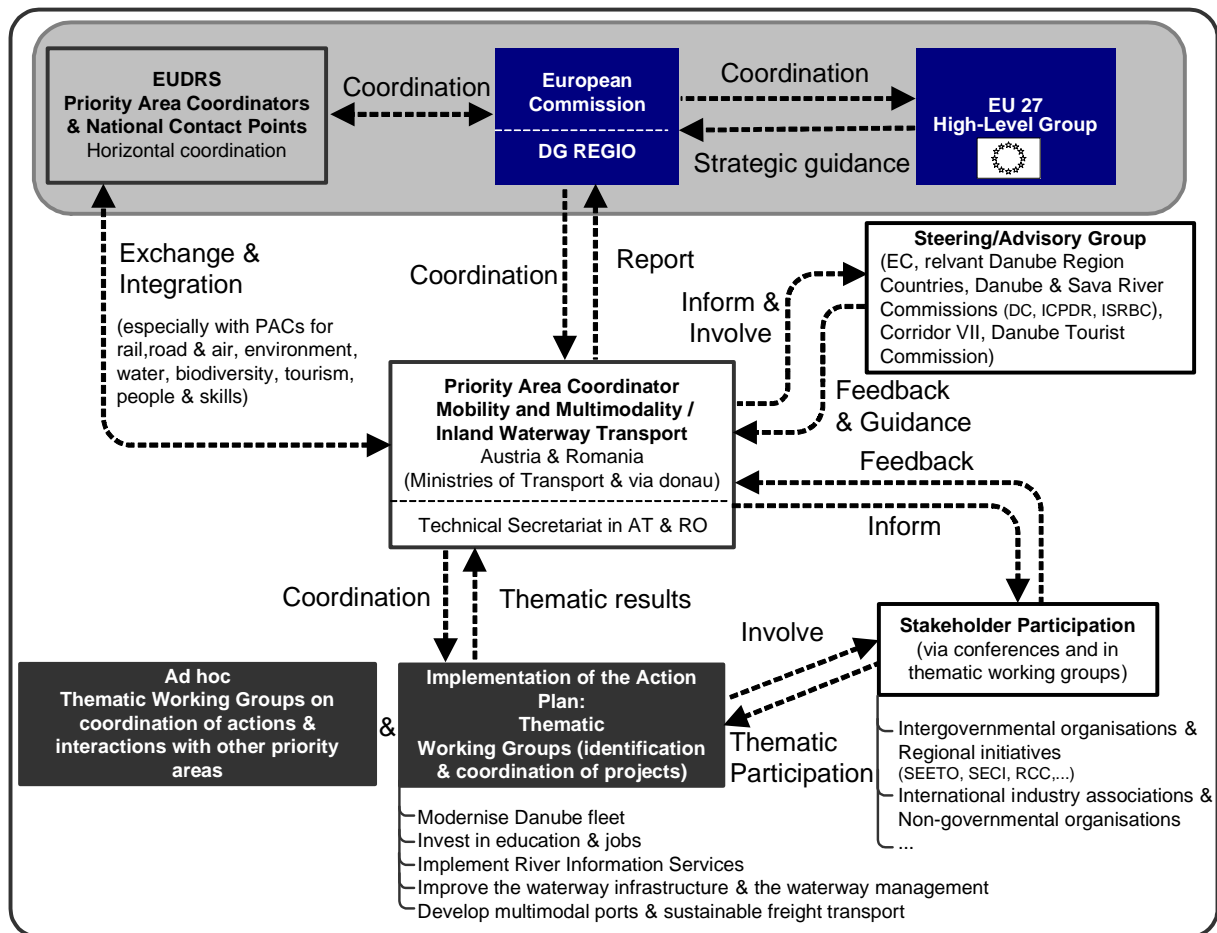 EUDRS
Priority Area Coordinators
& National Contact Points
Horizontal coordination
Coordination
European
Commission
DG REGIO
Coordination
Strategic guidance
EU 27
High-Level Group
Exchange &
Integration
(especially with PACs for
rail,road & air, environment,
water, biodiversity, tourism,
people & skills)
Coordination
Report
Inform &
Involve
Steering/Advisory Group
(EC, relvant Danube Region
Countries, Danube & Sava River
Commissions (DC, ICPDR, ISRBC),
Corridor VII, Danube Tourist
Commission)
Feedback
& Guidance
Priority Area Coordinator
Mobility and Multimodality /
Inland Waterway Transport
Austria & Romania
(Ministries of Transport & via donau)
Technical Secretariat in AT & RO
Feedback
Inform
Coordination
Thematic results
Involve
Thematic
Participation
Stakeholder Participation
(via conferences and in
thematic working groups)
Intergovernmental organisations &
Regional initiatives
(SEETO, SECI, RCC,...)
International industry associations &
Non-governmental organisations
...
Ad hoc
Thematic Working Groups on
coordination of actions &
interactions with other priority
areas
&
Implementation of the Action
Plan:
Thematic
Working Groups (identification
& coordination of projects)
Modernise Danube fleet
Invest in education & jobs
Implement River Information Services
Improve the waterway infrastructure & the waterway management
Develop multimodal ports & sustainable freight transport